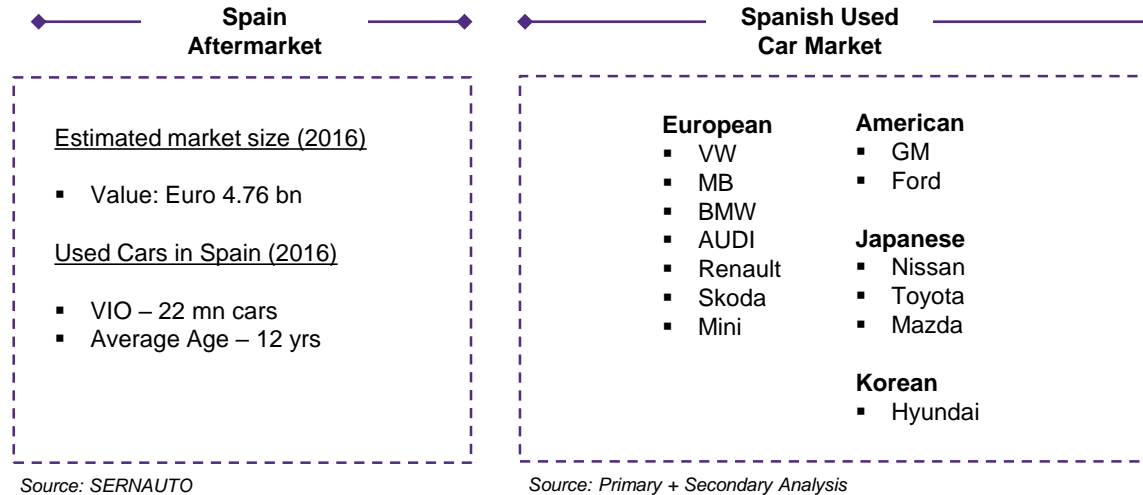 Spain
Aftermarket
Estimated market size (2016)
▪ Value: Euro 4.76 bn
Used Cars in Spain (2016)
▪ VIO – 22 mn cars
▪ Average Age – 12 yrs
Source: SERNAUTO
Spanish Used
Car Market
European
▪ VW
▪ MB
▪ BMW
▪ AUDI
▪ Renault
▪ Skoda
▪ Mini
American
▪ GM
▪ Ford
Japanese
▪ Nissan
▪ Toyota
▪ Mazda
Korean
▪ Hyundai
Source: Primary + Secondary Analysis